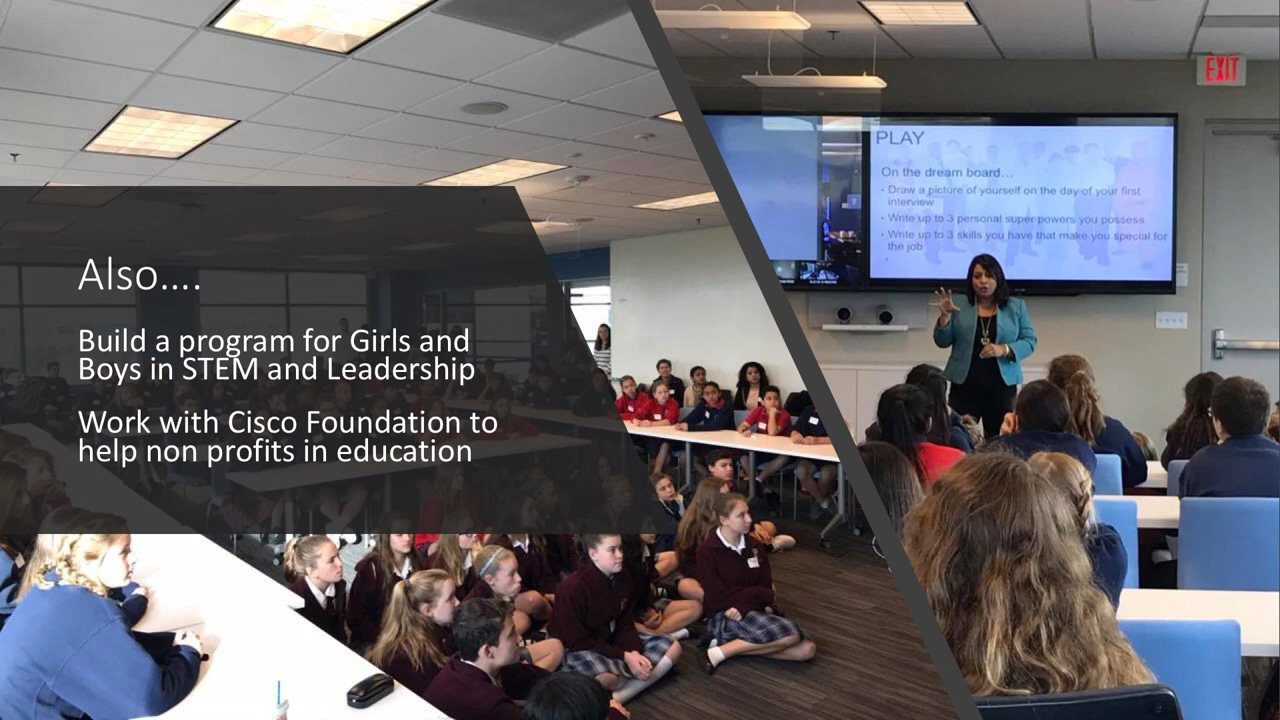 Also....
Build a program for Girls and
Boys in STEM and Leadership
Work with Cisco Foundation to
help non profits in education
EXIT
PLAY
On the dream board...
• Draw a picture of yourself on the day of your first
interview
• Write up to 3 personal super powers you possess
• Write up to 3 skills you have that make you special for
the job